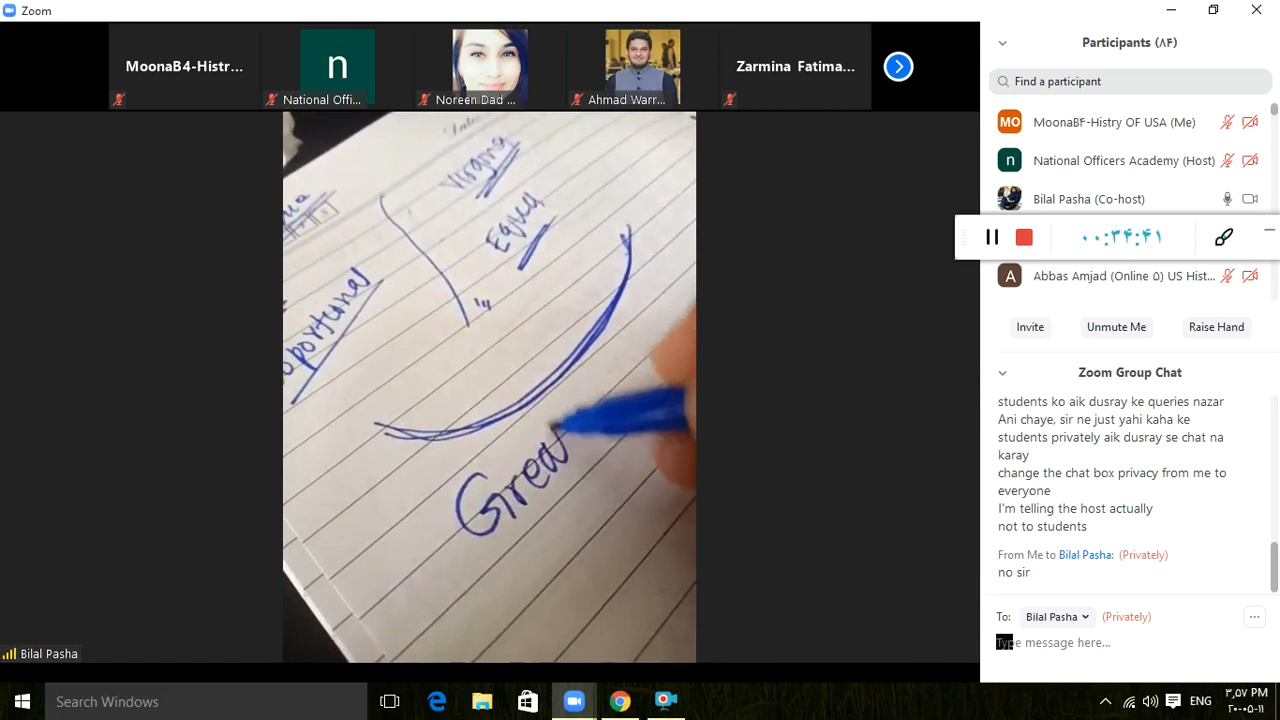 Zoom
MoonaB4-Histr...
n
National Offi...
Noreen Dad ...
Ahmad Warr...
Zarmina Fatima...
Participants (۸۴)
Find a participant
MO
MoonaB۴-Histry OF USA (Me)
n
National Officers Academy (Host)
Bilal Pasha (Co-host)
۰۰:۳۴:۴۱
A
Abbas Amjad (Online ۵) US Hist...
Invite
Unmute Me
Raise Hand
Zoom Group Chat
students ko aik dusray ke queries nazar
Ani chaye, sir ne just yahi kaha ke
students privately aik dusray se chat na
karay
change the chat box privacy from me to
everyone
I'm telling the host actually
not to students
From Me to Bilal Pasha: (Privately)
no sir
To: Bilal Pasha (Privately)
Type message here...
Equa
oportunal
Grea
Bilal Pasha
Search Windows
ENG
۳:۵۷ PM